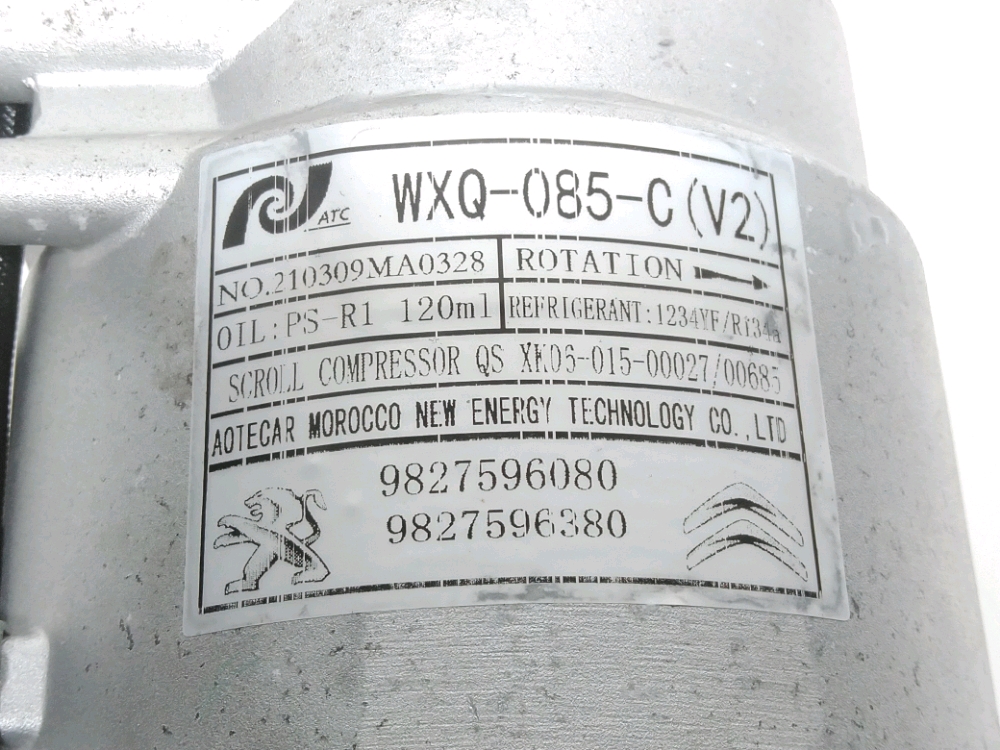 ATC
WXQ-085-C(V2)
NO.210309MA0328
ROTATION
OIL:PS-R1 120ml
REFRIGERANT:1234YF/R134a
SCROLL COMPRESSOR QS XK06-015-00027/00685
AOTECAR MOROCCO NEW ENERGY TECHNOLOGY CO.,LTD
9827596080
9827596380